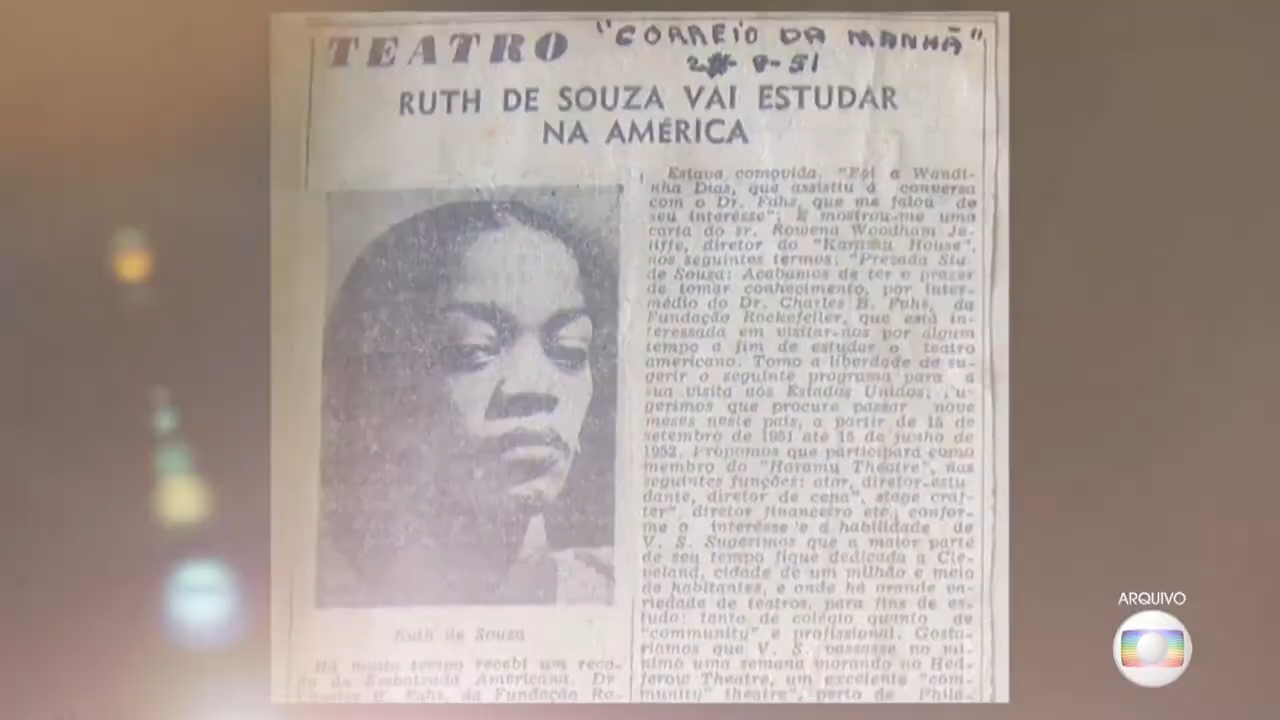 TEATRO
"CORREIO DA MANHÃ"
8-51
RUTH DE SOUZA VAI ESTUDAR
NA AMÉRICA
Estava comovida. "Foi a Wandi-
nha Dias, que assistiu à conversa
com o Dr. Fahs, que me falou de
seu interêsse"; E mostrou-me uma
carta do sr. Rowena Woodham Je-
liffe, diretor do "Karamu House",
nos seguintes termos: "Prezada Sta.
de Souza: Acabamos de ter o prazer
de tomar conhecimento, por inter-
médio do Dr. Charles B. Fahs, da
Fundação Rockefeller, que está in-
teressada em visitar-nos por algum
tempo a fim de estudar o teatro
americano. Tomo a liberdade de su-
gerir o seguinte programa para a
sua visita aos Estados Unidos:
gerimos que procure passar nove
meses neste país, a partir de 15 de
setembro de 1951 até 15 de junho de
1952. Propomos que participará como
membro do "Karamu Theatre", nas
seguintes funções: ator, diretor-estu-
dante, diretor de cena", stage craf-
ter", diretor financeiro etc., confor-
me o interêsse e a habilidade de
V. S. Sugerimos que a maior parte
de seu tempo fique dedicada a Cle-
veland, cidade de um milhão e meio
de habitantes, e onde há grande va-
riedade de teatros, para fins de es-
tudo: tanto de colégio quanto de
"community" e profissional. Gosta-
riamos que V. S. passasse no mi-
nimo uma semana morando no Hed-
gerow Theatre, um excelente "com-
munity" theatre", perto de Phila-
Ruth de Souza
Há muito tempo recebi um reca-
do da Embaixada Americana. Dr.
Charles B. Fahs, da Fundação Ro-
ARQUIVO